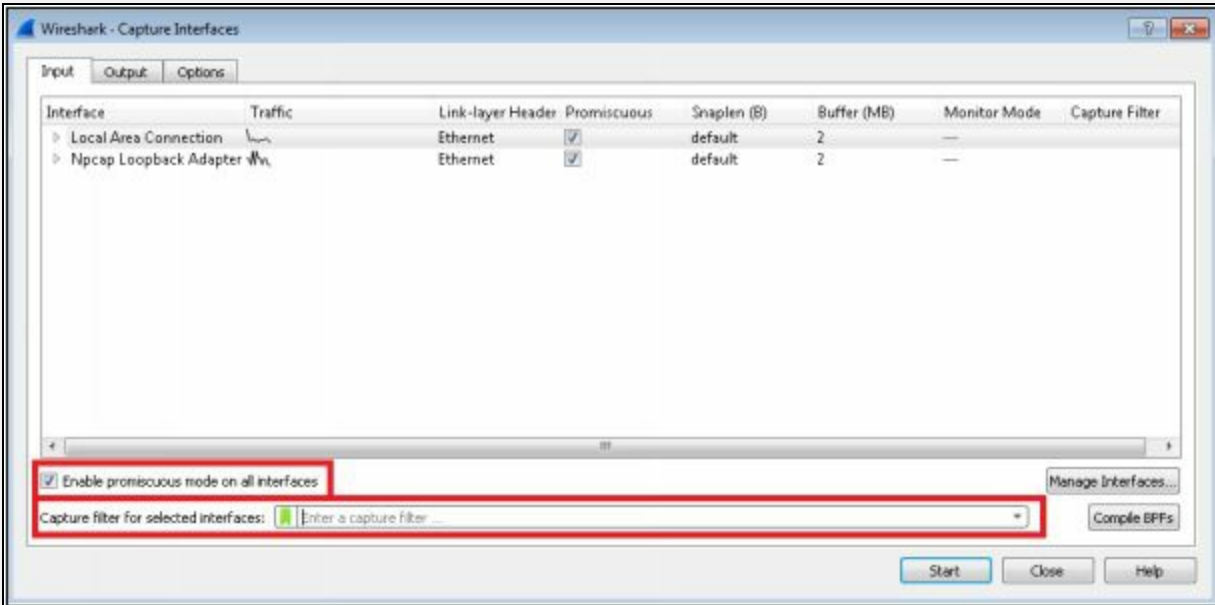 Wireshark - Capture Interfaces
Input Output Options
Interface Traffic Link-layer Header Promiscuous Snaplen (B) Buffer (MB) Monitor Mode Capture Filter
Local Area Connection Ethernet default 2 —
Npcap Loopback Adapter Ethernet default 2 —
Enable promiscuous mode on all interfaces Manage Interfaces...
Capture filter for selected interfaces: Enter a capture filter ... Compile BPFs
Start Close Help